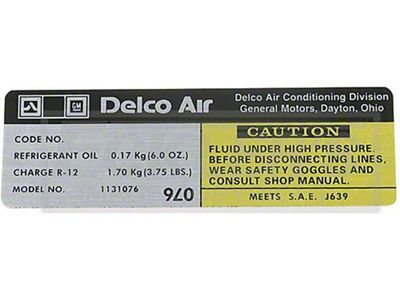 GM
Delco Air
Delco Air Conditioning Division
General Motors, Dayton, Ohio
CODE NO.
REFRIGERANT OIL 0.17 Kg (6.0 OZ.)
CHARGE R-12 1.70 Kg (3.75 LBS.)
MODEL NO. 1131076
076
CAUTION
FLUID UNDER HIGH PRESSURE.
BEFORE DISCONNECTING LINES,
WEAR SAFETY GOGGLES AND
CONSULT SHOP MANUAL.
MEETS S.A.E. J639